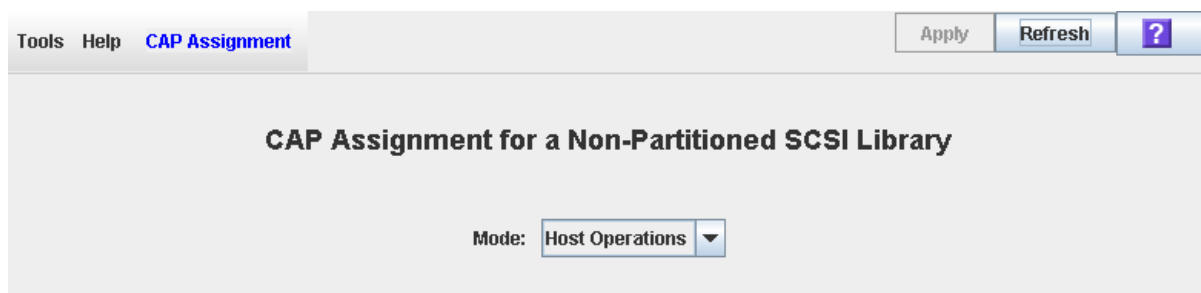 Tools Help CAP Assignment Apply Refresh ?
CAP Assignment for a Non-Partitioned SCSI Library
Mode: Host Operations